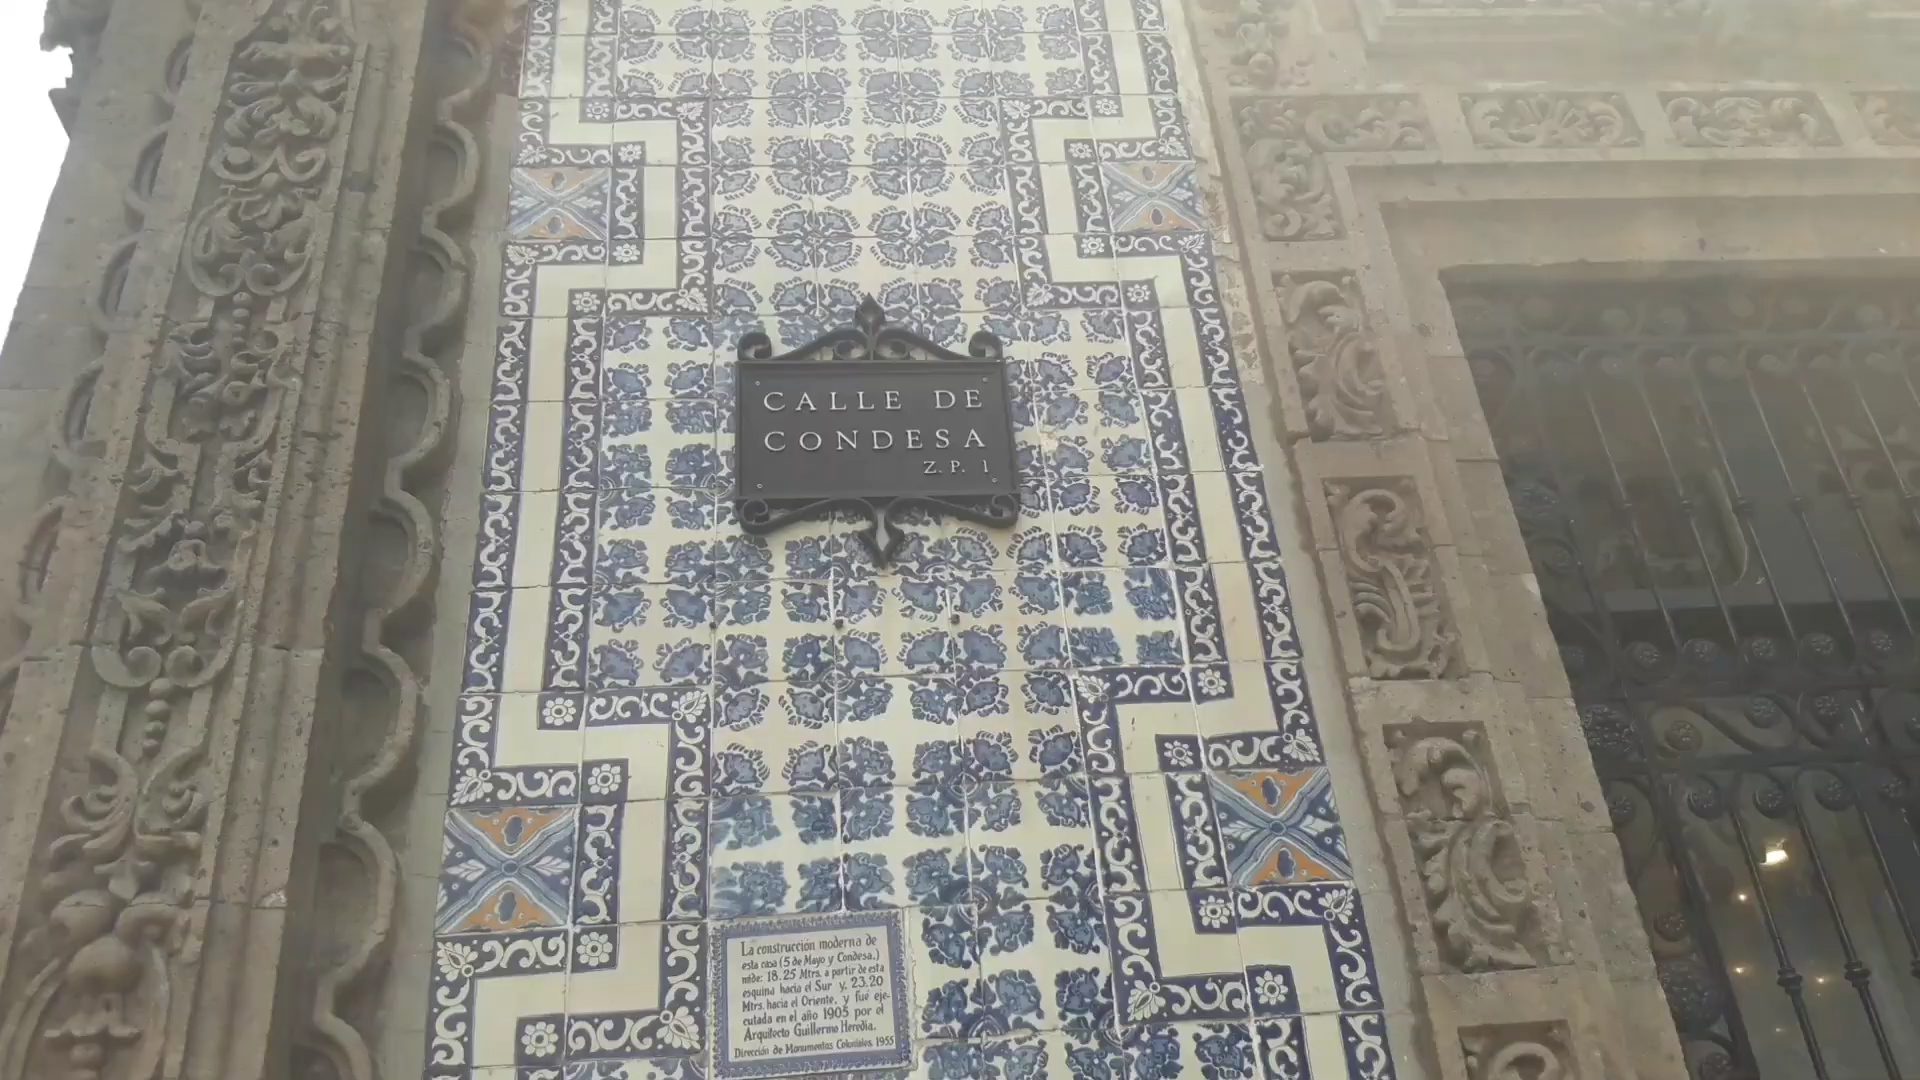 CALLE DE
CONDESA
Z. P. 1
La construcción moderna de
esta casa (5 de Mayo y Condesa.)
mide: 18.25 Mtrs. a partir de esta
esquina hacia el Sur y, 23.20
Mtrs. hacia el Oriente, y fué eje-
cutada en el año 1905 por el
Arquitecto Guillermo Heredia.
Dirección de Monumentos Coloniales. 1955